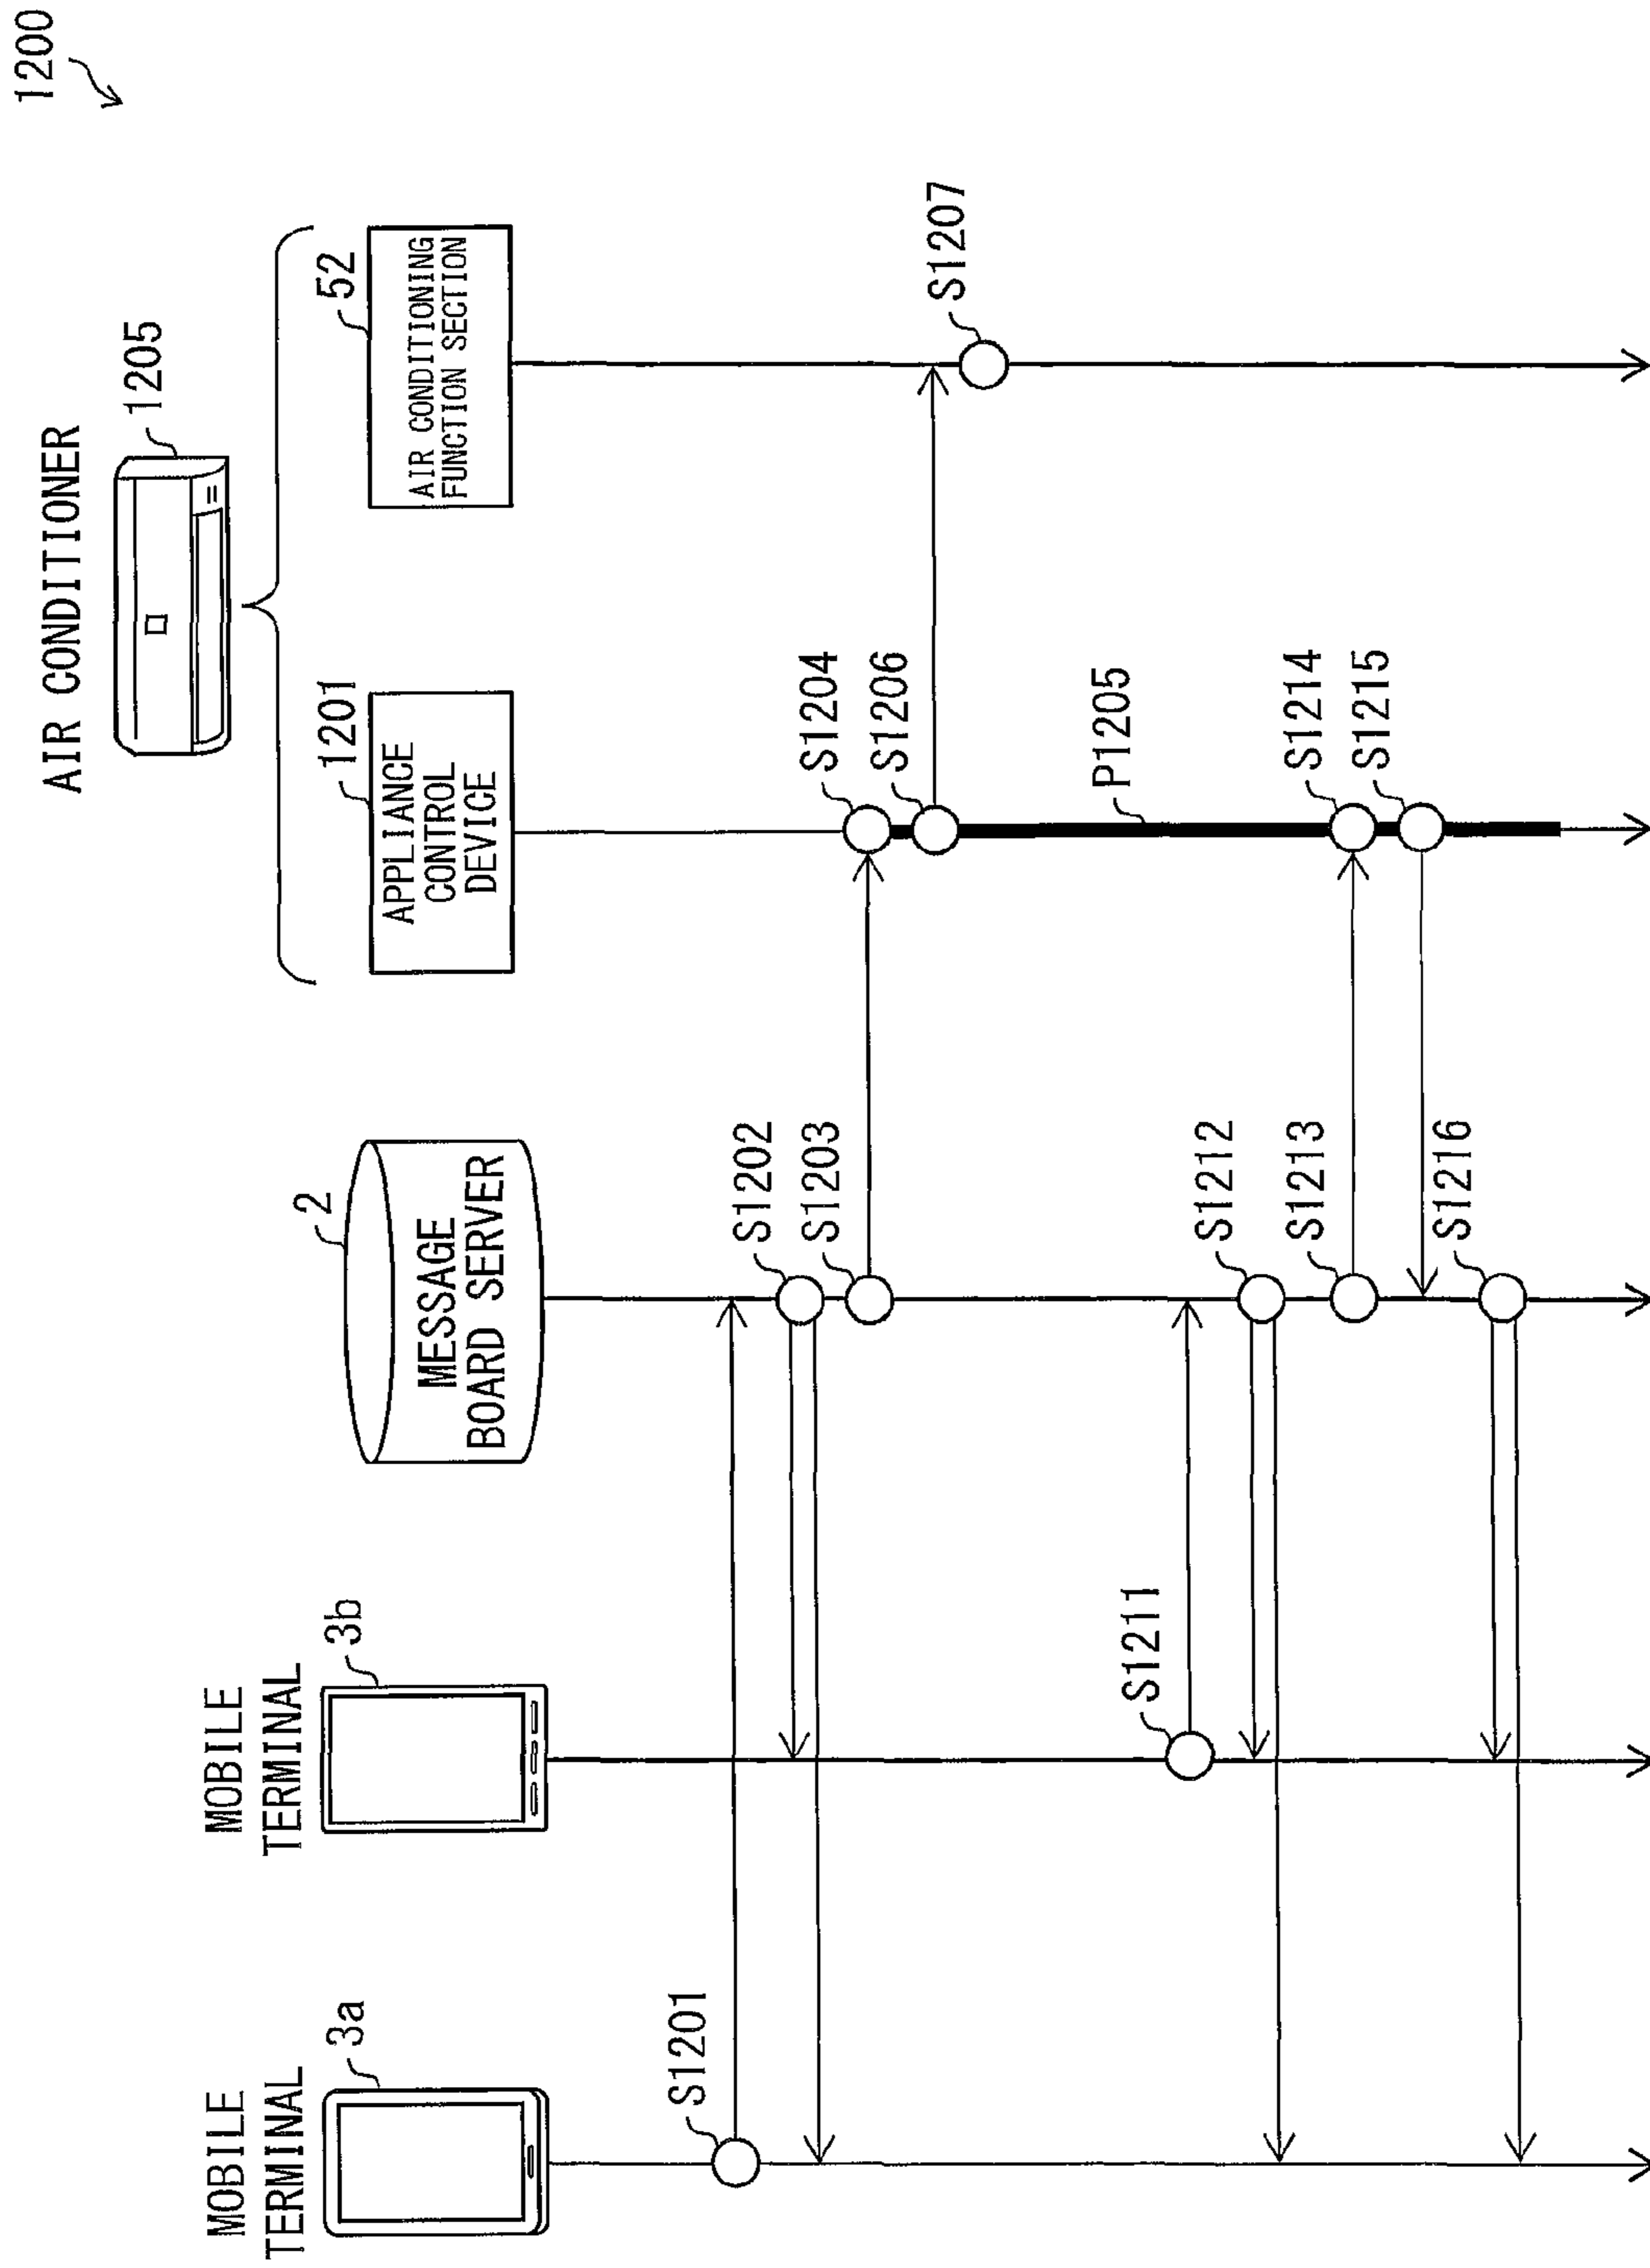 1200
AIR CONDITIONER
1205
MOBILE
TERMINAL
3a
MOBILE
TERMINAL
3b
2
MESSAGE
BOARD SERVER
1201
APPLIANCE
CONTROL
DEVICE
52
AIR CONDITIONING
FUNCTION SECTION
S1201
S1202
S1203
S1204
S1206
S1207
P1205
S1211
S1212
S1213
S1214
S1215
S1216